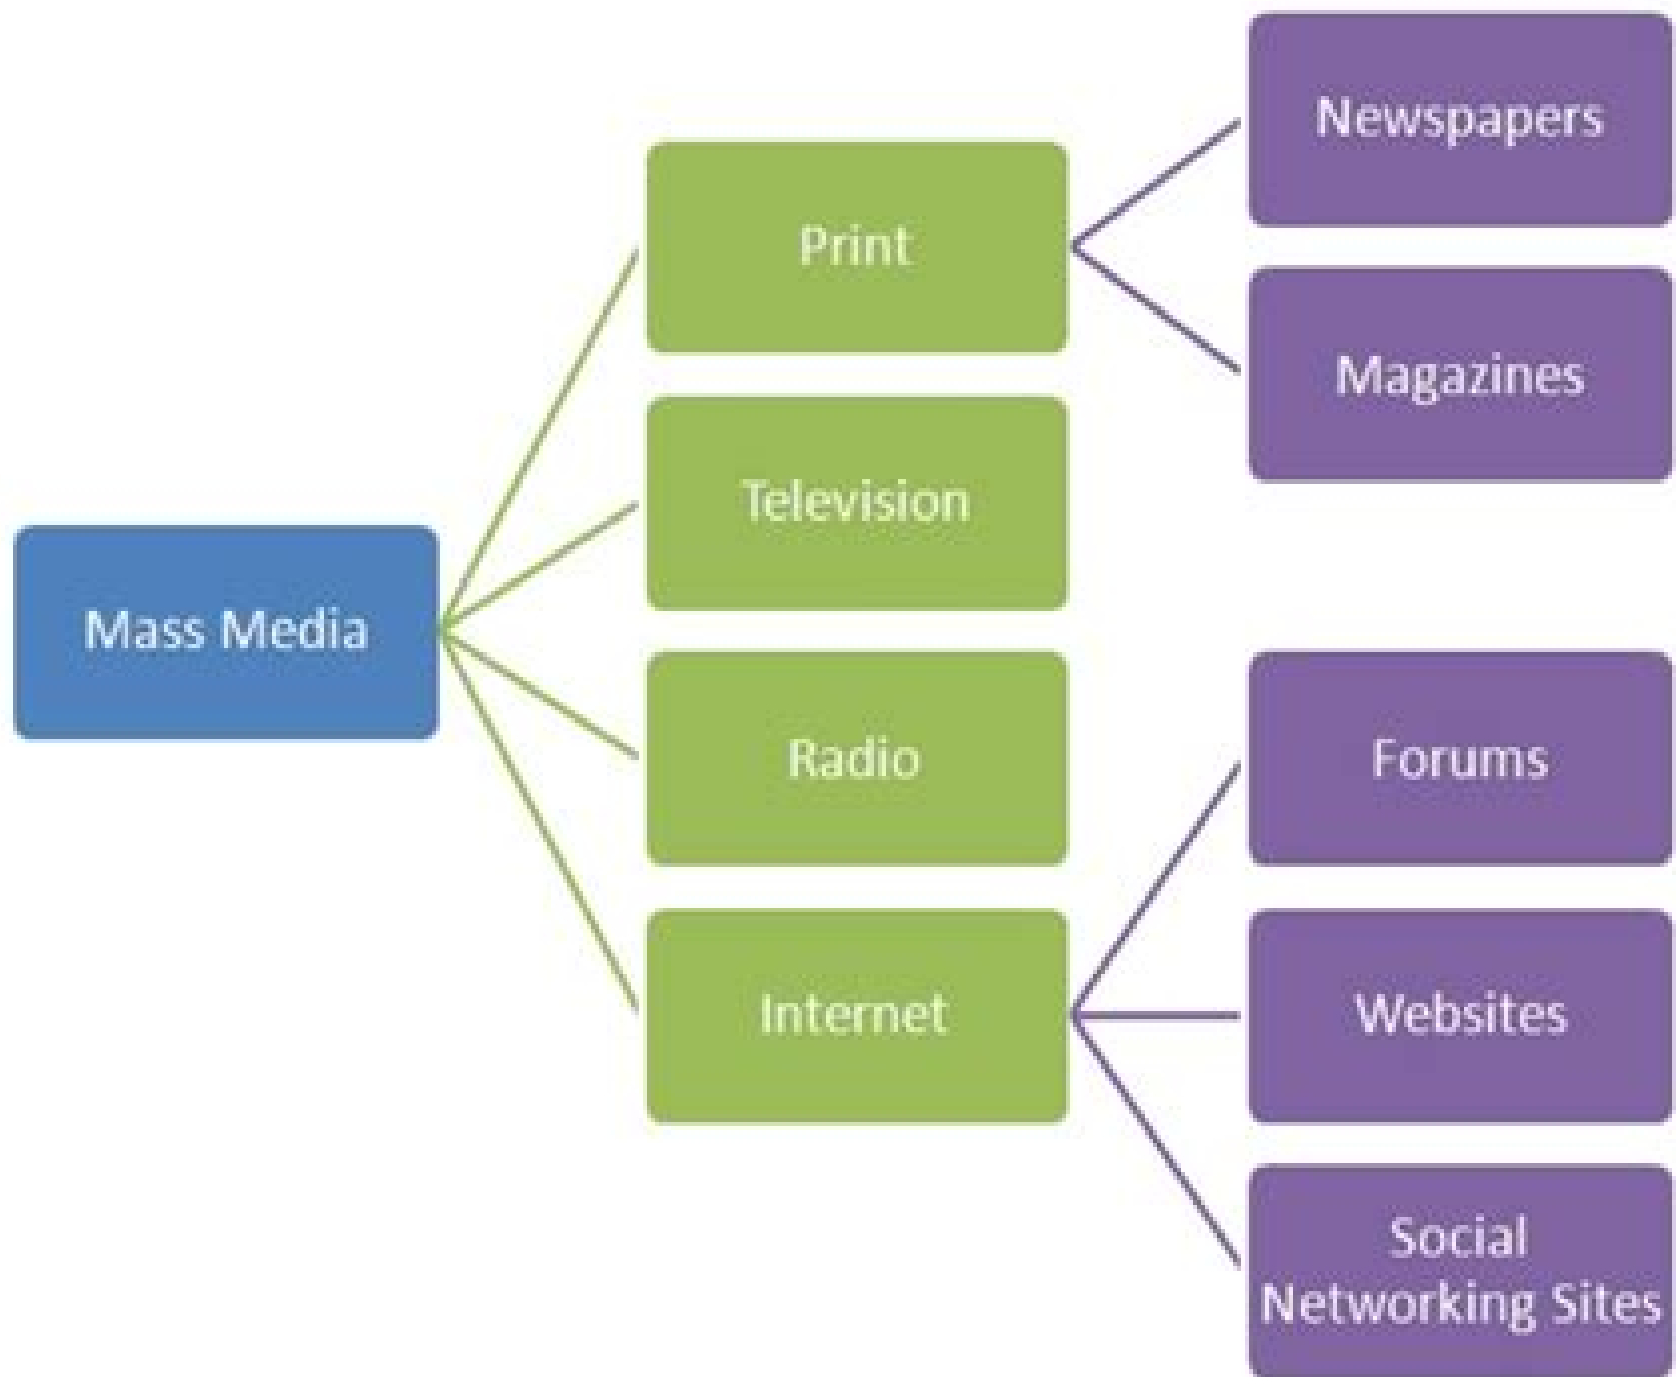 Mass Media
Print
Television
Radio
Internet
Newspapers
Magazines
Forums
Websites
Social
Networking Sites